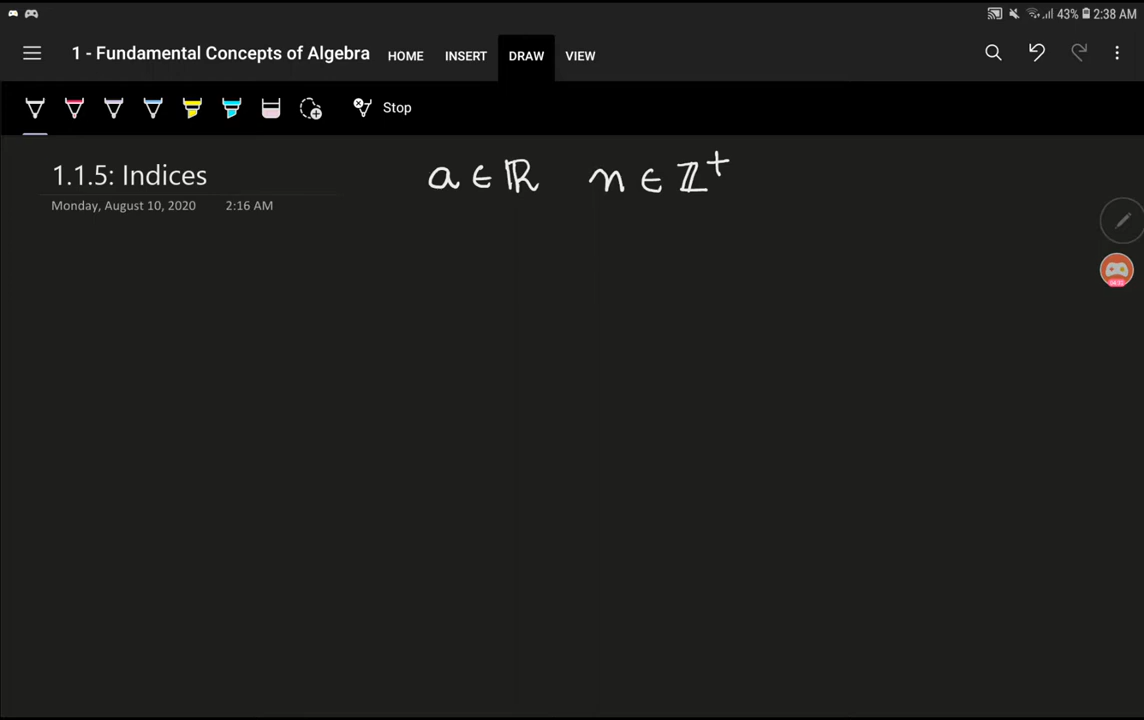 43% 2:38 AM
1 - Fundamental Concepts of Algebra HOME INSERT DRAW VIEW
Stop
1.1.5: Indices a ∈ ℝ n ∈ ℤ⁺
Monday, August 10, 2020 2:16 AM